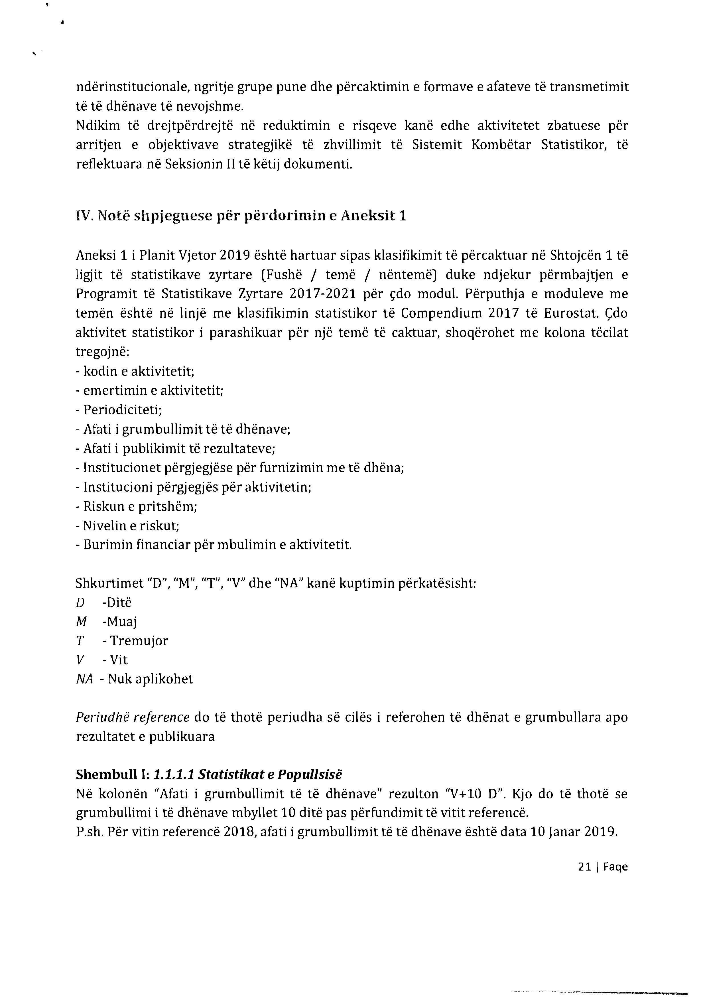 ndërinstitucionale, ngritje grupe pune dhe përcaktimin e formave e afateve të transmetimit
të të dhënave të nevojshme.
Ndikim të drejtpërdrejtë në reduktimin e risqeve kanë edhe aktivitetet zbatuese për
arritjen e objektivave strategjikë të zhvillimit të Sistemit Kombëtar Statistikor, të
reflektuara në Seksionin II të këtij dokumenti.
IV. Notë shpjeguese për përdorimin e Aneksit 1
Aneksi 1 i Planit Vjetor 2019 është hartuar sipas klasifikimit të përcaktuar në Shtojcën 1 të
ligjit të statistikave zyrtare (Fushë / temë / nëntemë) duke ndjekur përmbajtjen e
Programit të Statistikave Zyrtare 2017-2021 për çdo modul. Përputhja e moduleve me
temën është në linjë me klasifikimin statistikor të Compendium 2017 të Eurostat. Çdo
aktivitet statistikor i parashikuar për një temë të caktuar, shoqërohet me kolona tëcilat
tregojnë:
- kodin e aktivitetit;
- emertimin e aktivitetit;
- Periodiciteti;
- Afati i grumbullimit të të dhënave;
- Afati i publikimit të rezultateve;
- Institucionet përgjegjëse për furnizimin me të dhëna;
- Institucioni përgjegjës për aktivitetin;
- Riskun e pritshëm;
- Nivelin e riskut;
- Burimin financiar për mbulimin e aktivitetit.
Shkurtimet "D", "M", "T", "V" dhe "NA" kanë kuptimin përkatësisht:
D -Ditë
M -Muaj
T - Tremujor
V - Vit
NA - Nuk aplikohet
Periudhë reference do të thotë periudha së cilës i referohen të dhënat e grumbullara apo
rezultatet e publikuara
Shembull I: 1.1.1.1 Statistikat e Popullsisë
Në kolonën "Afati i grumbullimit të të dhënave" rezulton "V+10 D". Kjo do të thotë se
grumbullimi i të dhënave mbyllet 10 ditë pas përfundimit të vitit referencë.
P.sh. Për vitin referencë 2018, afati i grumbullimit të të dhënave është data 10 Janar 2019.
21 | Faqe